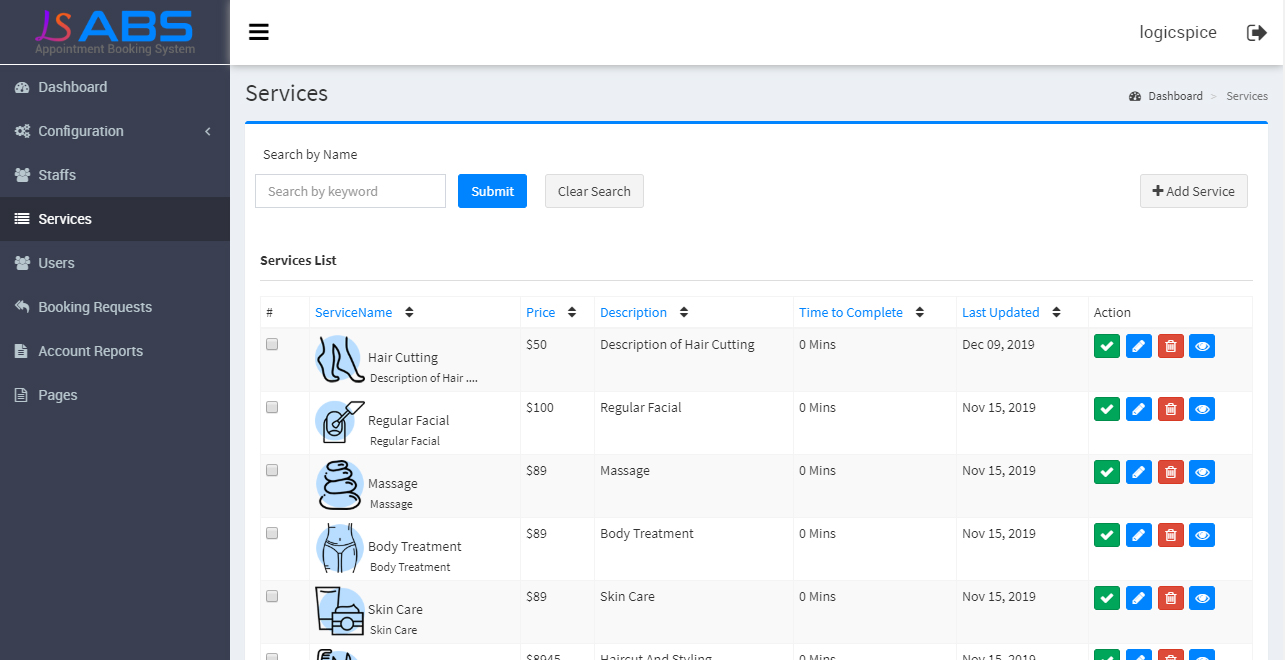 LS ABS
Appointment Booking System
logicspice
Dashboard
Configuration
Staffs
Services
Users
Booking Requests
Account Reports
Pages
Services
Dashboard > Services
Search by Name
Search by keyword Submit Clear Search Add Service
Services List
# ServiceName Price Description Time to Complete Last Updated Action
Hair Cutting $50 Description of Hair Cutting 0 Mins Dec 09, 2019
Description of Hair ....
Regular Facial $100 Regular Facial 0 Mins Nov 15, 2019
Regular Facial
Massage $89 Massage 0 Mins Nov 15, 2019
Massage
Body Treatment $89 Body Treatment 0 Mins Nov 15, 2019
Body Treatment
Skin Care $89 Skin Care 0 Mins Nov 15, 2019
Skin Care
$8945 Haircut And Styling 0 Mins Nov 15, 2019